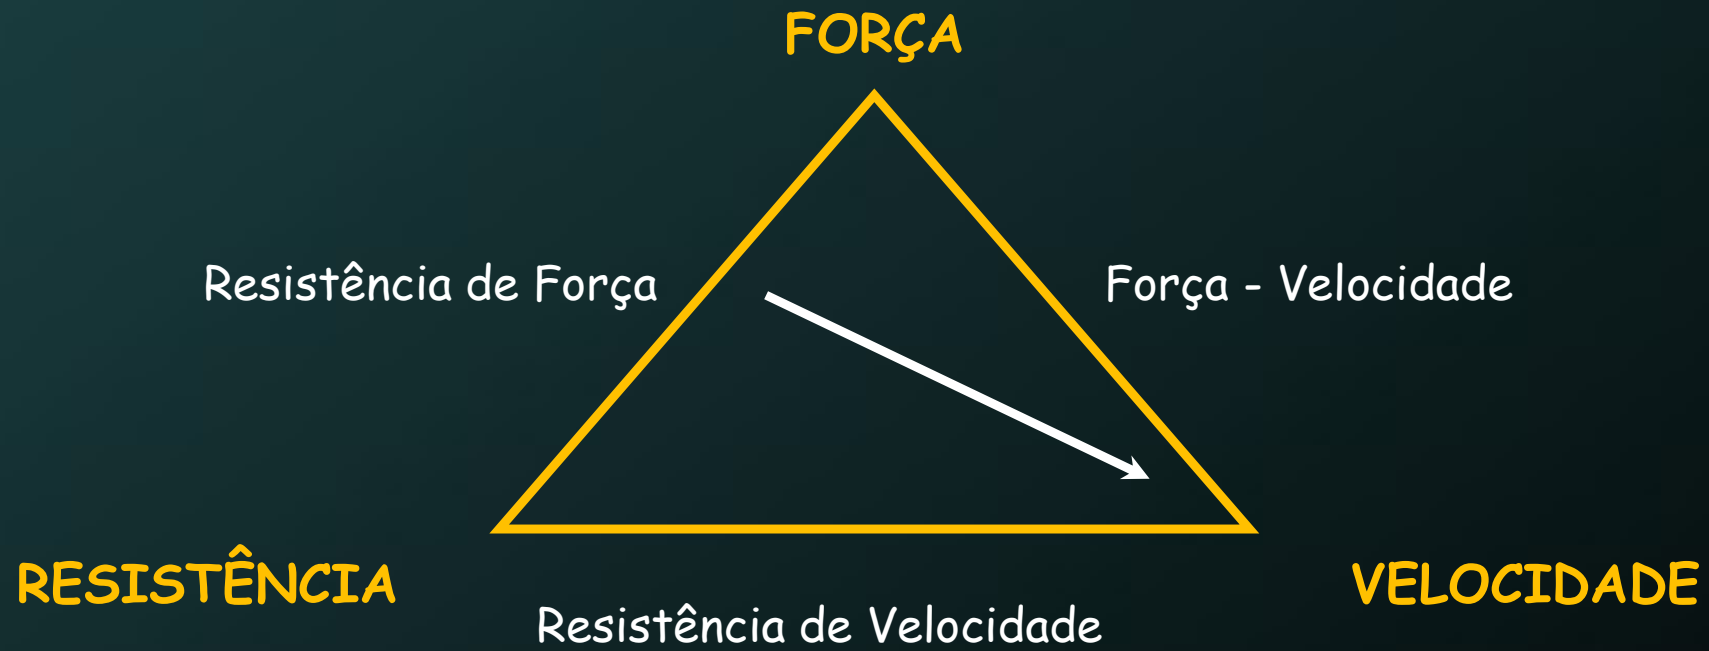 FORÇA
Resistência de Força
Força - Velocidade
RESISTÊNCIA
VELOCIDADE
Resistência de Velocidade